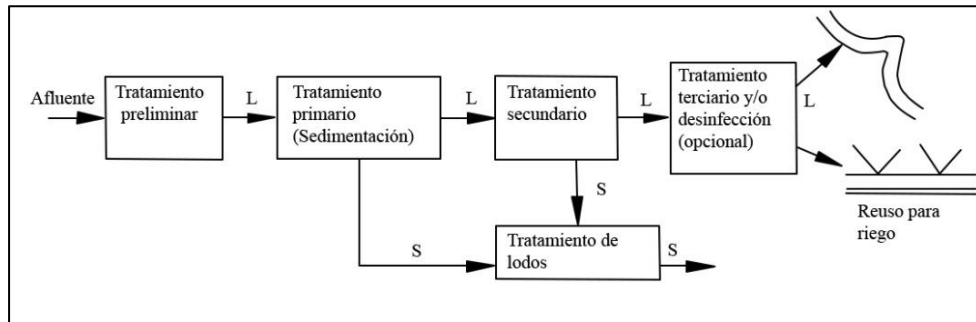 Afluente
Tratamiento
preliminar
L
Tratamiento
primario
(Sedimentación)
L
Tratamiento
secundario
L
Tratamiento
terciario y/o
desinfección
(opcional)
L
S
S
Tratamiento de
lodos
S
Reuso para
riego